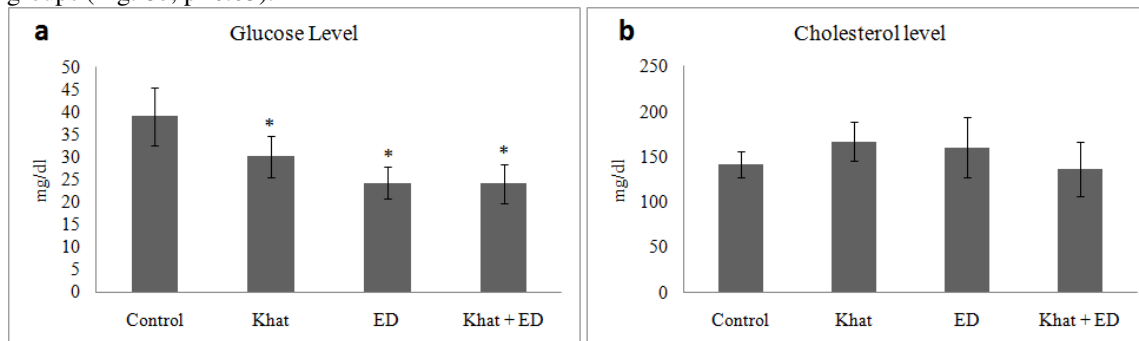 groups
a Glucose Level
50
45
40
35
30
25
20
15
10
5
0
mg/dl
*
*
*
Control Khat ED Khat + ED
b Cholesterol level
250
200
150
100
50
0
mg/dl
Control Khat ED Khat + ED